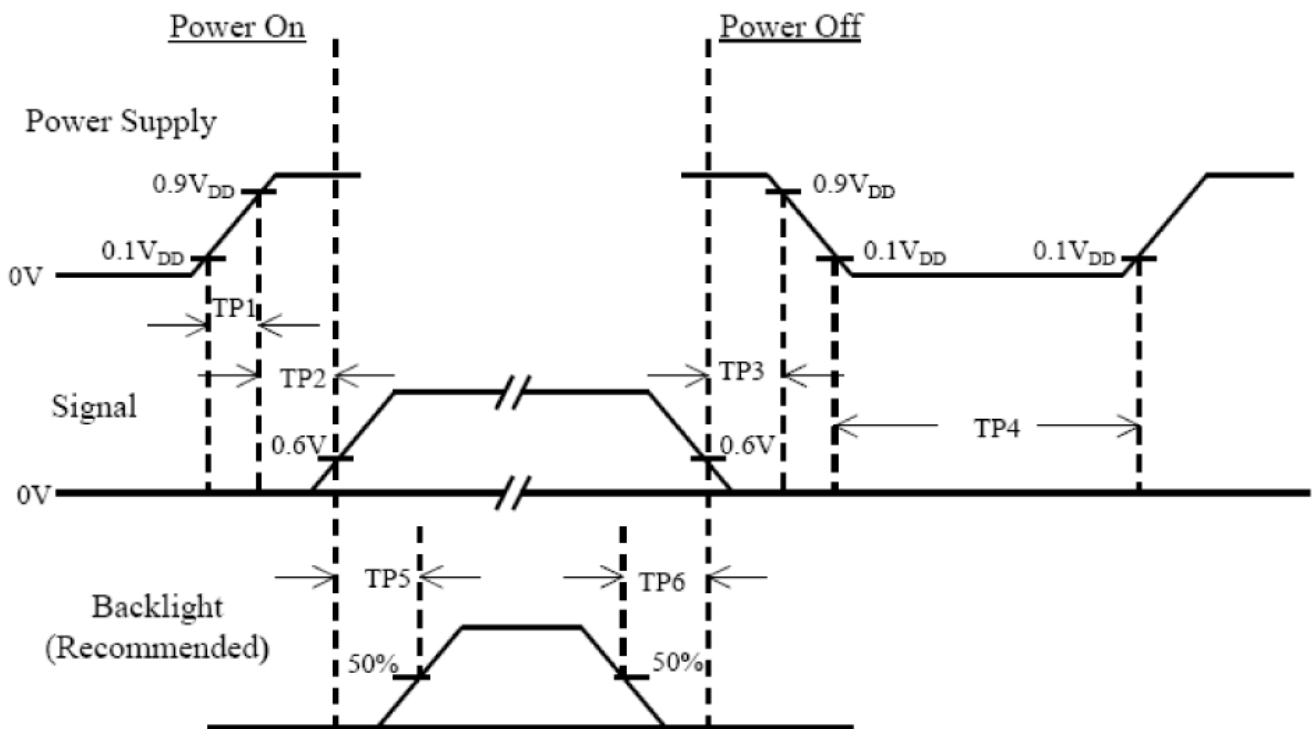 Power On
Power Off
Power Supply
0.9VDD
0.9VDD
0.1VDD
0.1VDD
0.1VDD
0V
TP1
TP2
TP3
Signal
TP4
0.6V
0.6V
0V
TP5
TP6
Backlight
(Recommended)
50%
50%